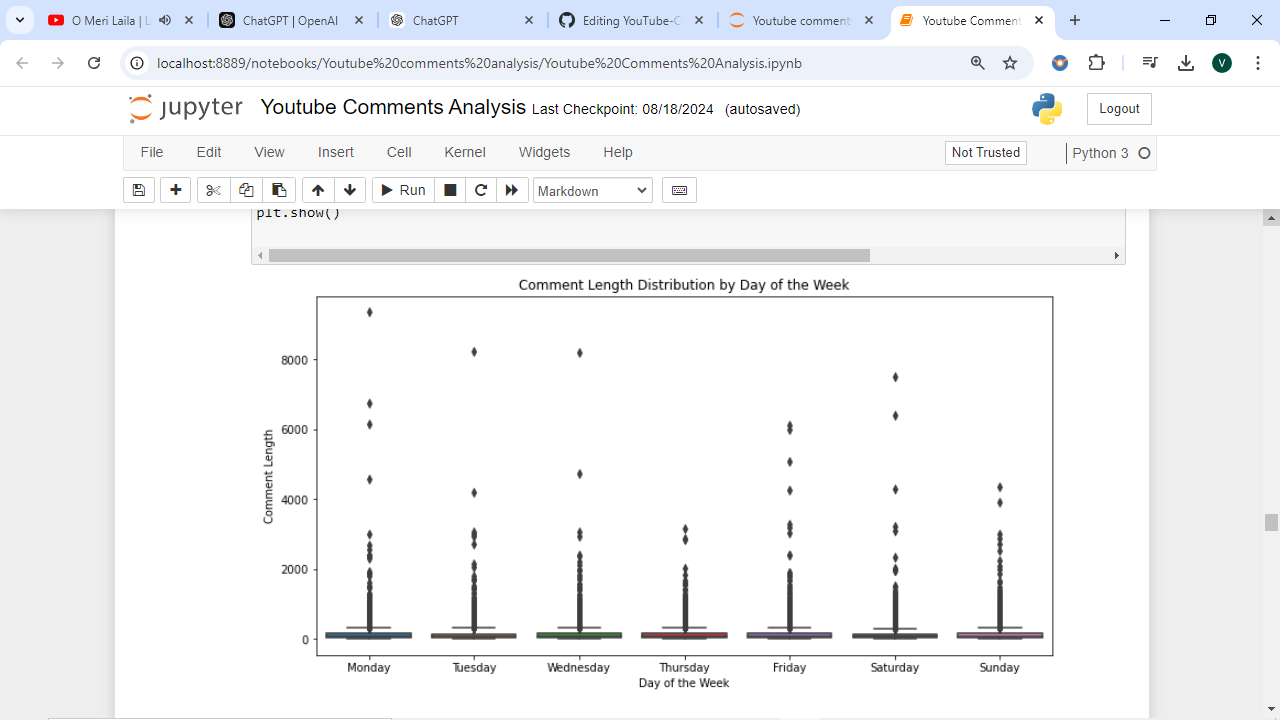 O Meri Laila | L
ChatGPT | OpenAI
ChatGPT
Editing YouTube-C
Youtube comment
Youtube Comment
localhost:8889/notebooks/Youtube%20comments%20analysis/Youtube%20Comments%20Analysis.ipynb
V
jupyter Youtube Comments Analysis Last Checkpoint: 08/18/2024 (autosaved)
Logout
File Edit View Insert Cell Kernel Widgets Help
Not Trusted
Python 3
Run
Markdown
plt.show()
Comment Length Distribution by Day of the Week
8000
6000
4000
2000
0
Comment Length
Monday Tuesday Wednesday Thursday Friday Saturday Sunday
Day of the Week